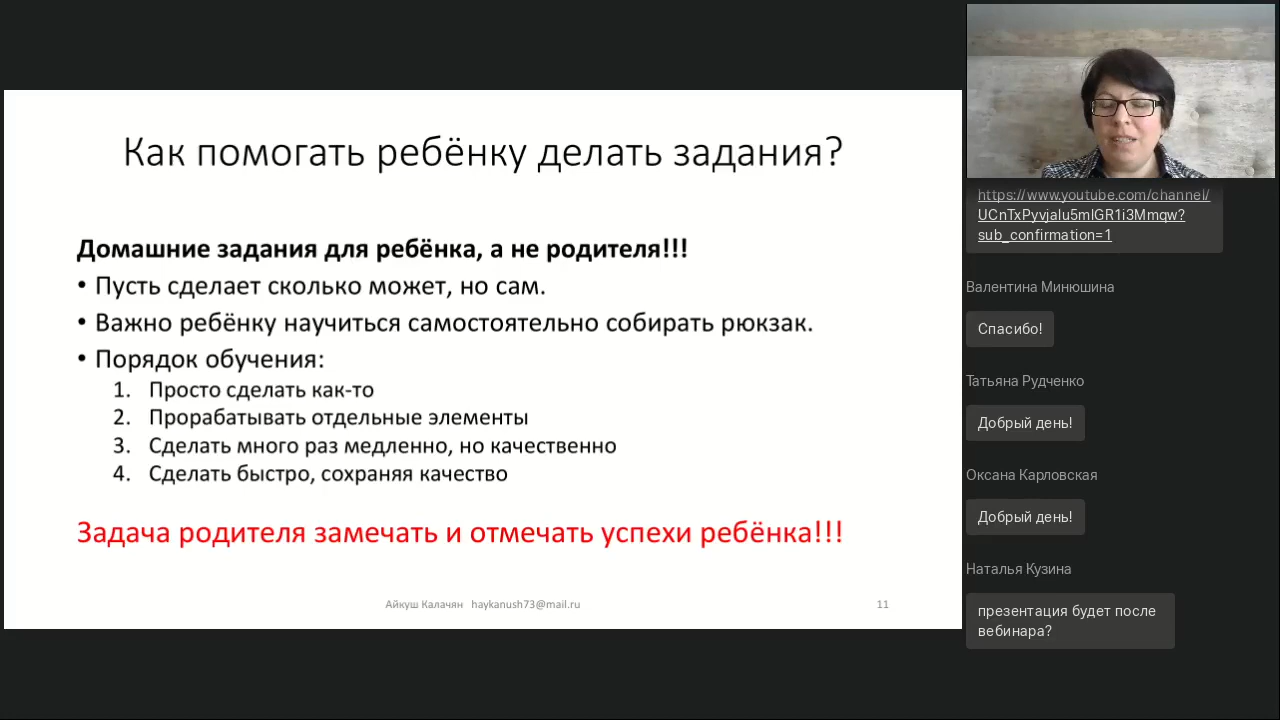 Как помогать ребёнку делать задания?
Домашние задания для ребёнка, а не родителя!!!
• Пусть сделает сколько может, но сам.
• Важно ребёнку научиться самостоятельно собирать рюкзак.
• Порядок обучения:
1. Просто сделать как-то
2. Прорабатывать отдельные элементы
3. Сделать много раз медленно, но качественно
4. Сделать быстро, сохраняя качество
Задача родителя замечать и отмечать успехи ребёнка!!!
Айкуш Калачян haykanush73@mail.ru
11
https://www.youtube.com/channel/
UCnTxPyvjalu5mlGR1i3Mmqw?
sub_confirmation=1
Валентина Минюшина
Спасибо!
Татьяна Рудченко
Добрый день!
Оксана Карловская
Добрый день!
Наталья Кузина
презентация будет после
вебинара?